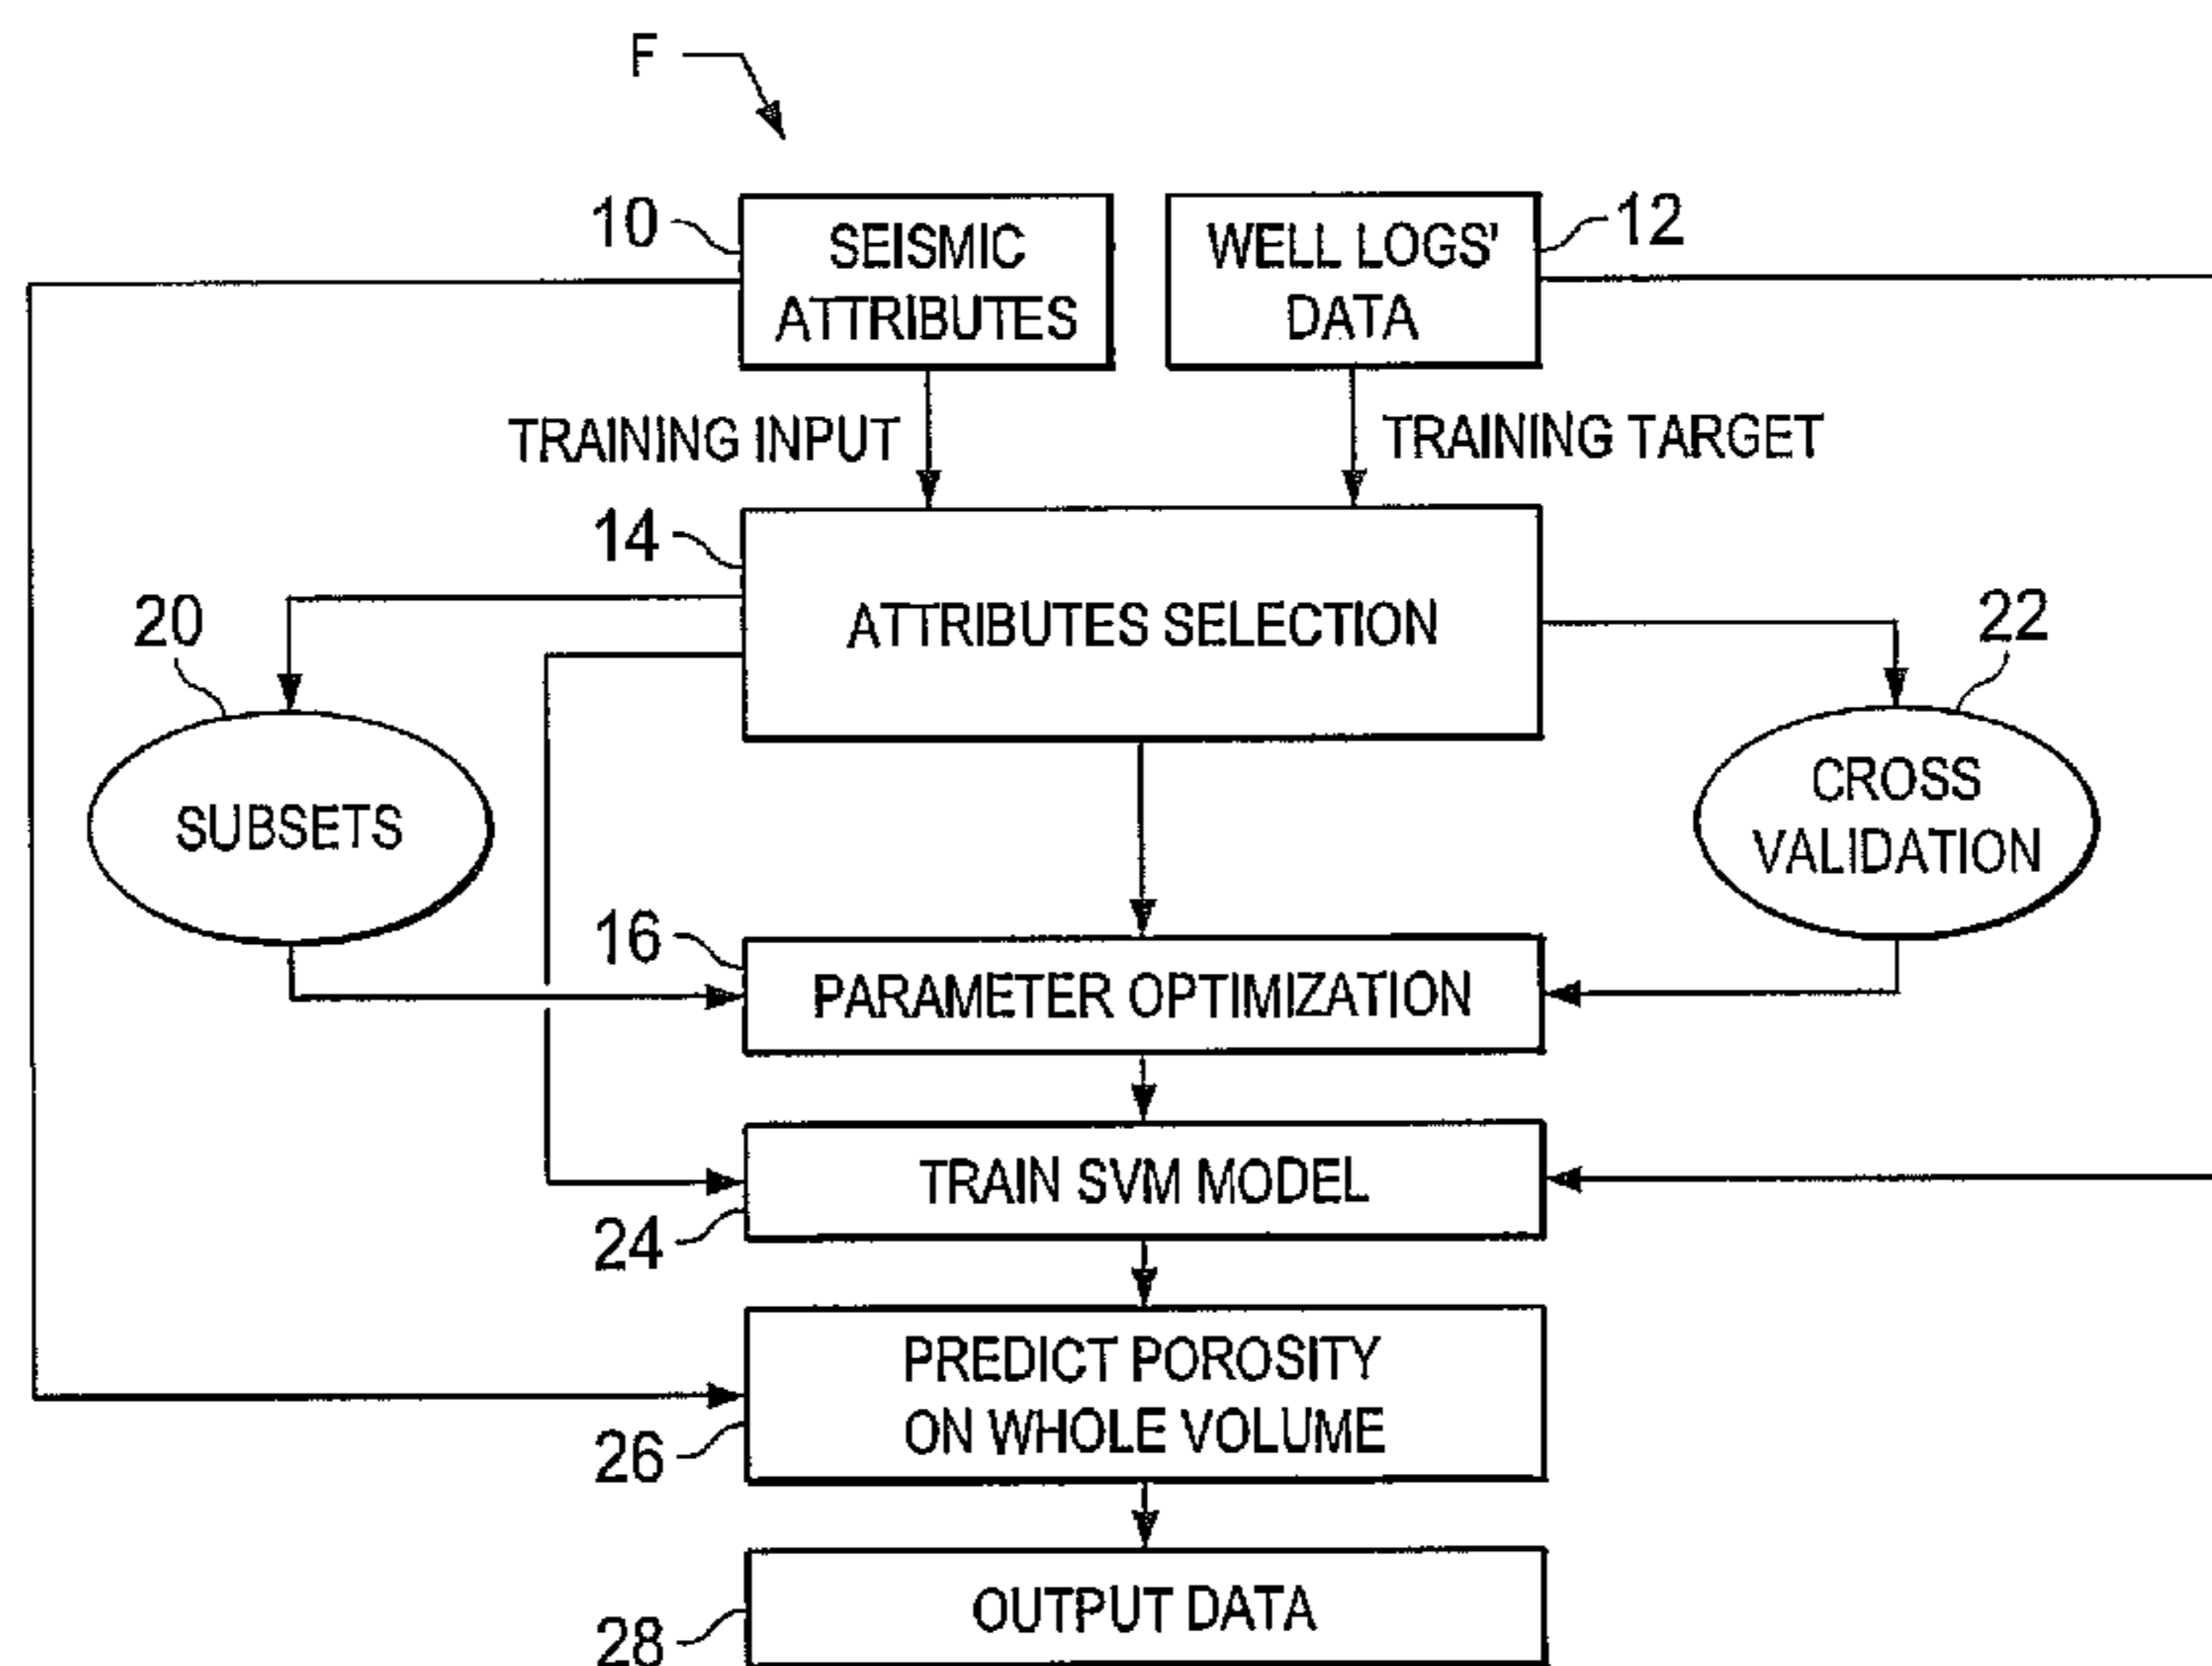 F
10
SEISMIC
ATTRIBUTES
WELL LOGS'
DATA
12
TRAINING INPUT
TRAINING TARGET
14
ATTRIBUTES SELECTION
20
22
SUBSETS
CROSS
VALIDATION
16
PARAMETER OPTIMIZATION
TRAIN SVM MODEL
24
PREDICT POROSITY
ON WHOLE VOLUME
26
OUTPUT DATA
28